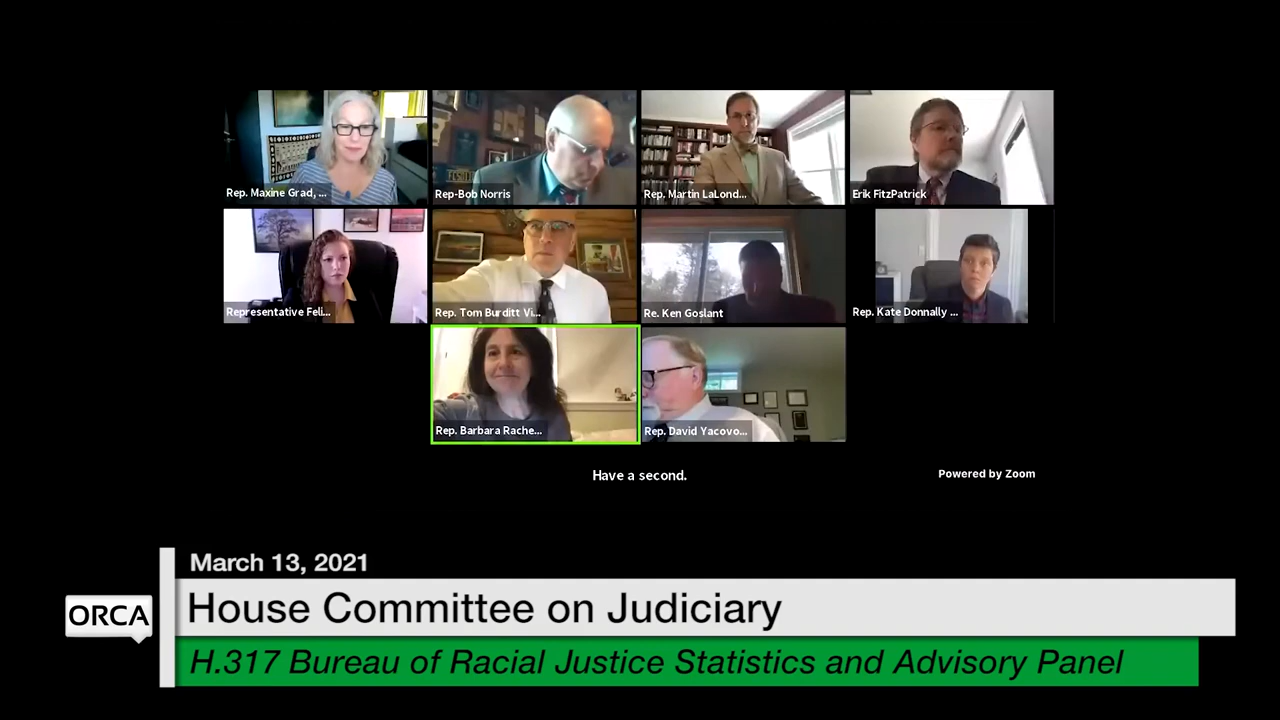 Rep. Maxine Grad, ...
Rep-Bob Norris
Rep. Martin LaLond...
Erik FitzPatrick
Representative Feli...
Rep. Tom Burditt Vi...
Re. Ken Goslant
Rep. Kate Donnally ...
Rep. Barbara Rache...
Rep. David Yacovo...
Have a second.
Powered by Zoom
March 13, 2021
ORCA
House Committee on Judiciary
H.317 Bureau of Racial Justice Statistics and Advisory Panel